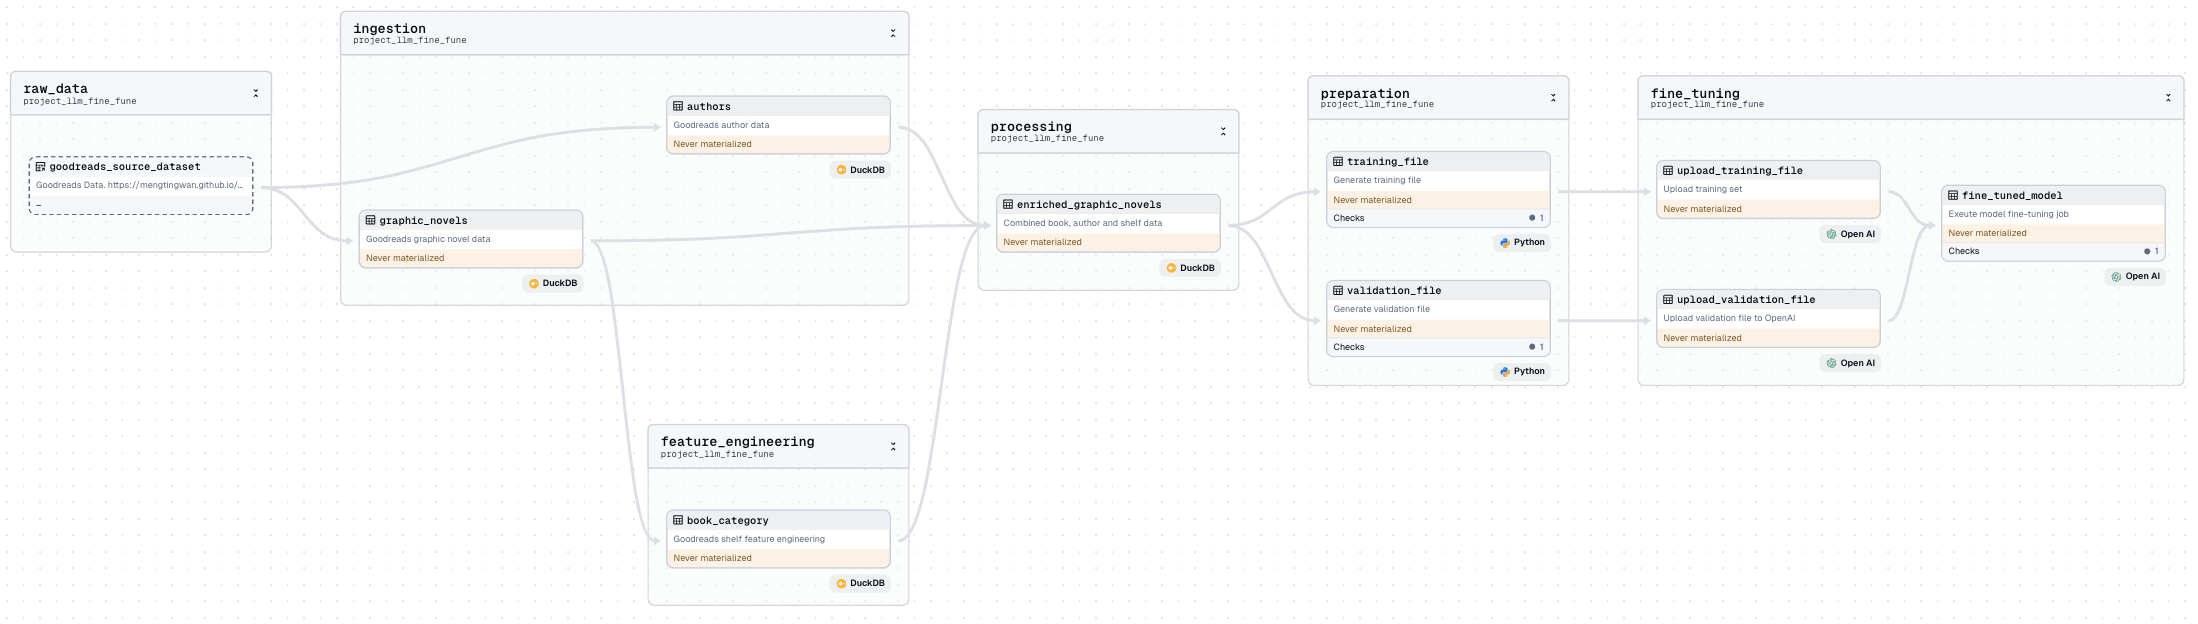 raw_data
project_llm_fine_fune
goodreads_source_dataset
Goodreads Data. https://mengtingwan.github.io/…
–
ingestion
project_llm_fine_fune
authors
Goodreads author data
Never materialized
DuckDB
graphic_novels
Goodreads graphic novel data
Never materialized
DuckDB
feature_engineering
project_llm_fine_fune
book_category
Goodreads shelf feature engineering
Never materialized
DuckDB
processing
project_llm_fine_fune
enriched_graphic_novels
Combined book, author and shelf data
Never materialized
DuckDB
preparation
project_llm_fine_fune
training_file
Generate training file
Never materialized
Checks 1
Python
validation_file
Generate validation file
Never materialized
Checks 1
Python
fine_tuning
project_llm_fine_fune
upload_training_file
Upload training set
Never materialized
Open AI
upload_validation_file
Upload validation file to OpenAI
Never materialized
Open AI
fine_tuned_model
Exeute model fine-tuning job
Never materialized
Checks 1
Open AI